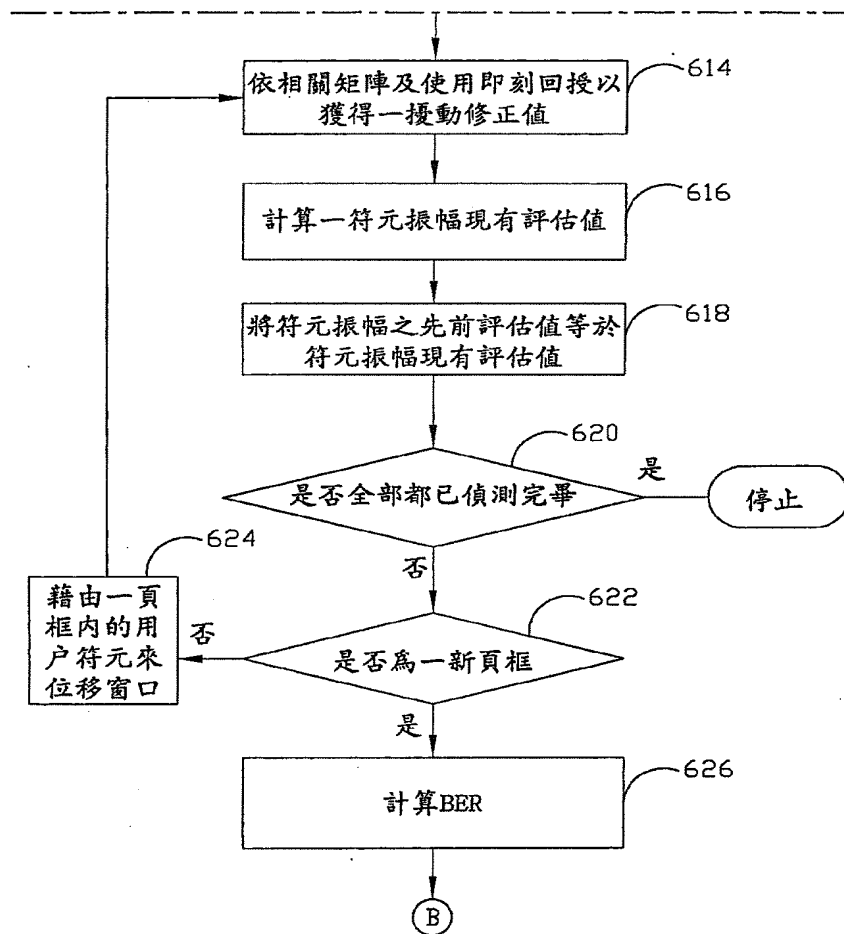 依相關矩陣及使用即刻回授以
獲得一擾動修正值
614
計算一符元振幅現有評估值
616
將符元振幅之先前評估值等於
符元振幅現有評估值
618
是否全部都已偵測完畢
620
是
停止
否
624
藉由一頁
框內的用
户符元來
位移窗口
否
是否為一新頁框
622
是
計算BER
626
B